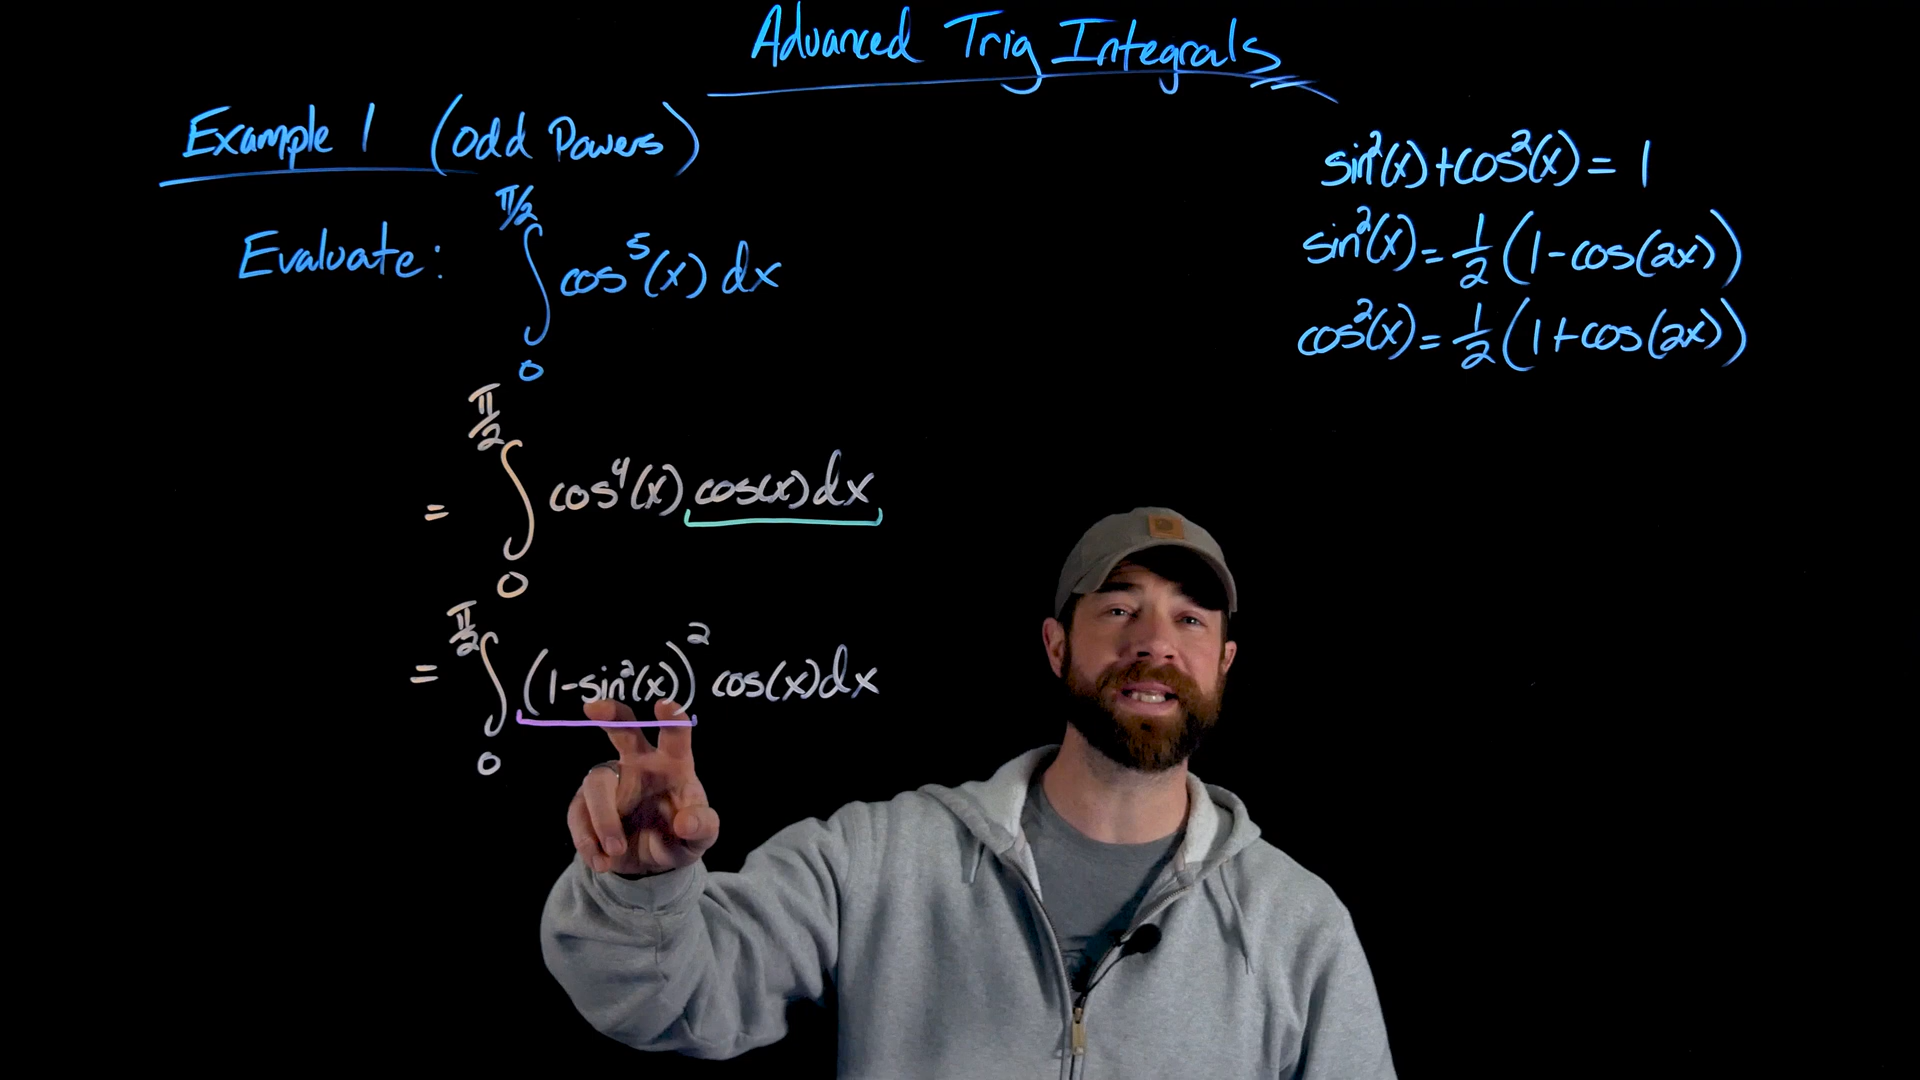 Advanced Trig Integrals
Example 1 (Odd Powers)
Evaluate: ∫₀^(π/2) cos⁵(x) dx
= ∫₀^(π/2) cos⁴(x) cos(x) dx
= ∫₀^(π/2) (1-sin²(x))² cos(x) dx
sin²(x)+cos²(x) = 1
sin²(x) = 1/2 (1-cos(2x))
cos²(x) = 1/2 (1+cos(2x))